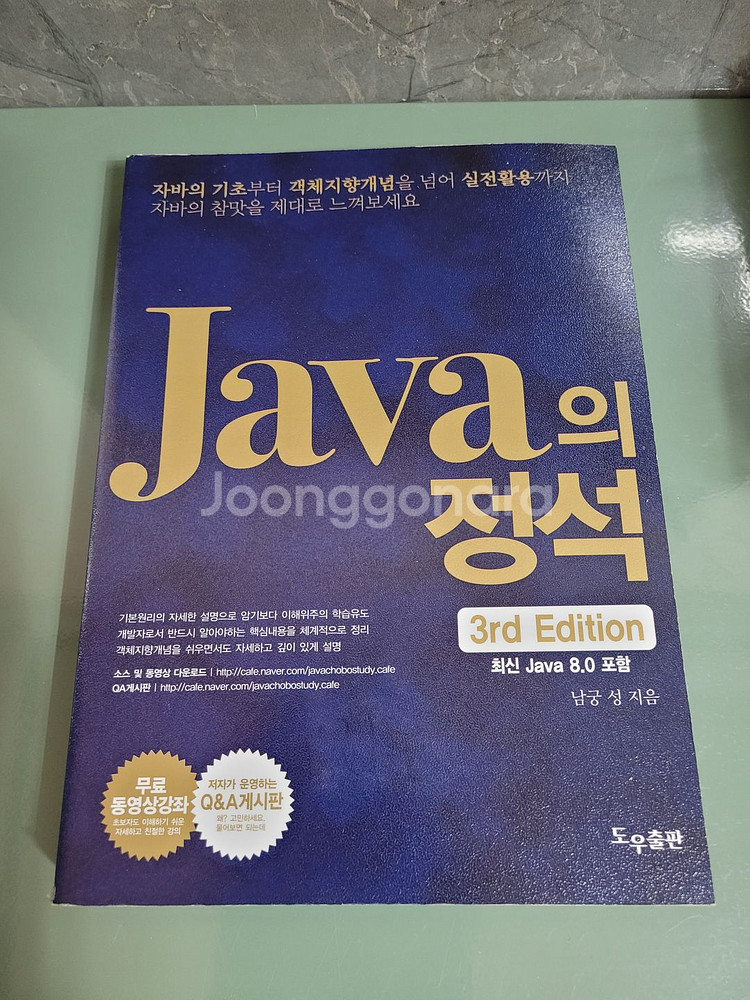 자바의 기초부터 객체지향개념을 넘어 실전활용까지
자바의 참맛을 제대로 느껴보세요
Java의
정석
Joonggonara
3rd Edition
최신 Java 8.0 포함
남궁 성 지음
기본원리의 자세한 설명으로 암기보다 이해위주의 학습유도
개발자로서 반드시 알아야하는 핵심내용을 체계적으로 정리
객체지향개념을 쉬우면서도 자세하고 깊이 있게 설명
소스 및 동영상 다운로드 | http://cafe.naver.com/javachobostudy.cafe
QA게시판 | http://cafe.naver.com/javachobostudy.cafe
무료
동영상강좌
초보자도 이해하기 쉬운
자세하고 친절한 강의
저자가 운영하는
Q&A게시판
왜? 고민하세요,
물어보면 되는데
도우출판